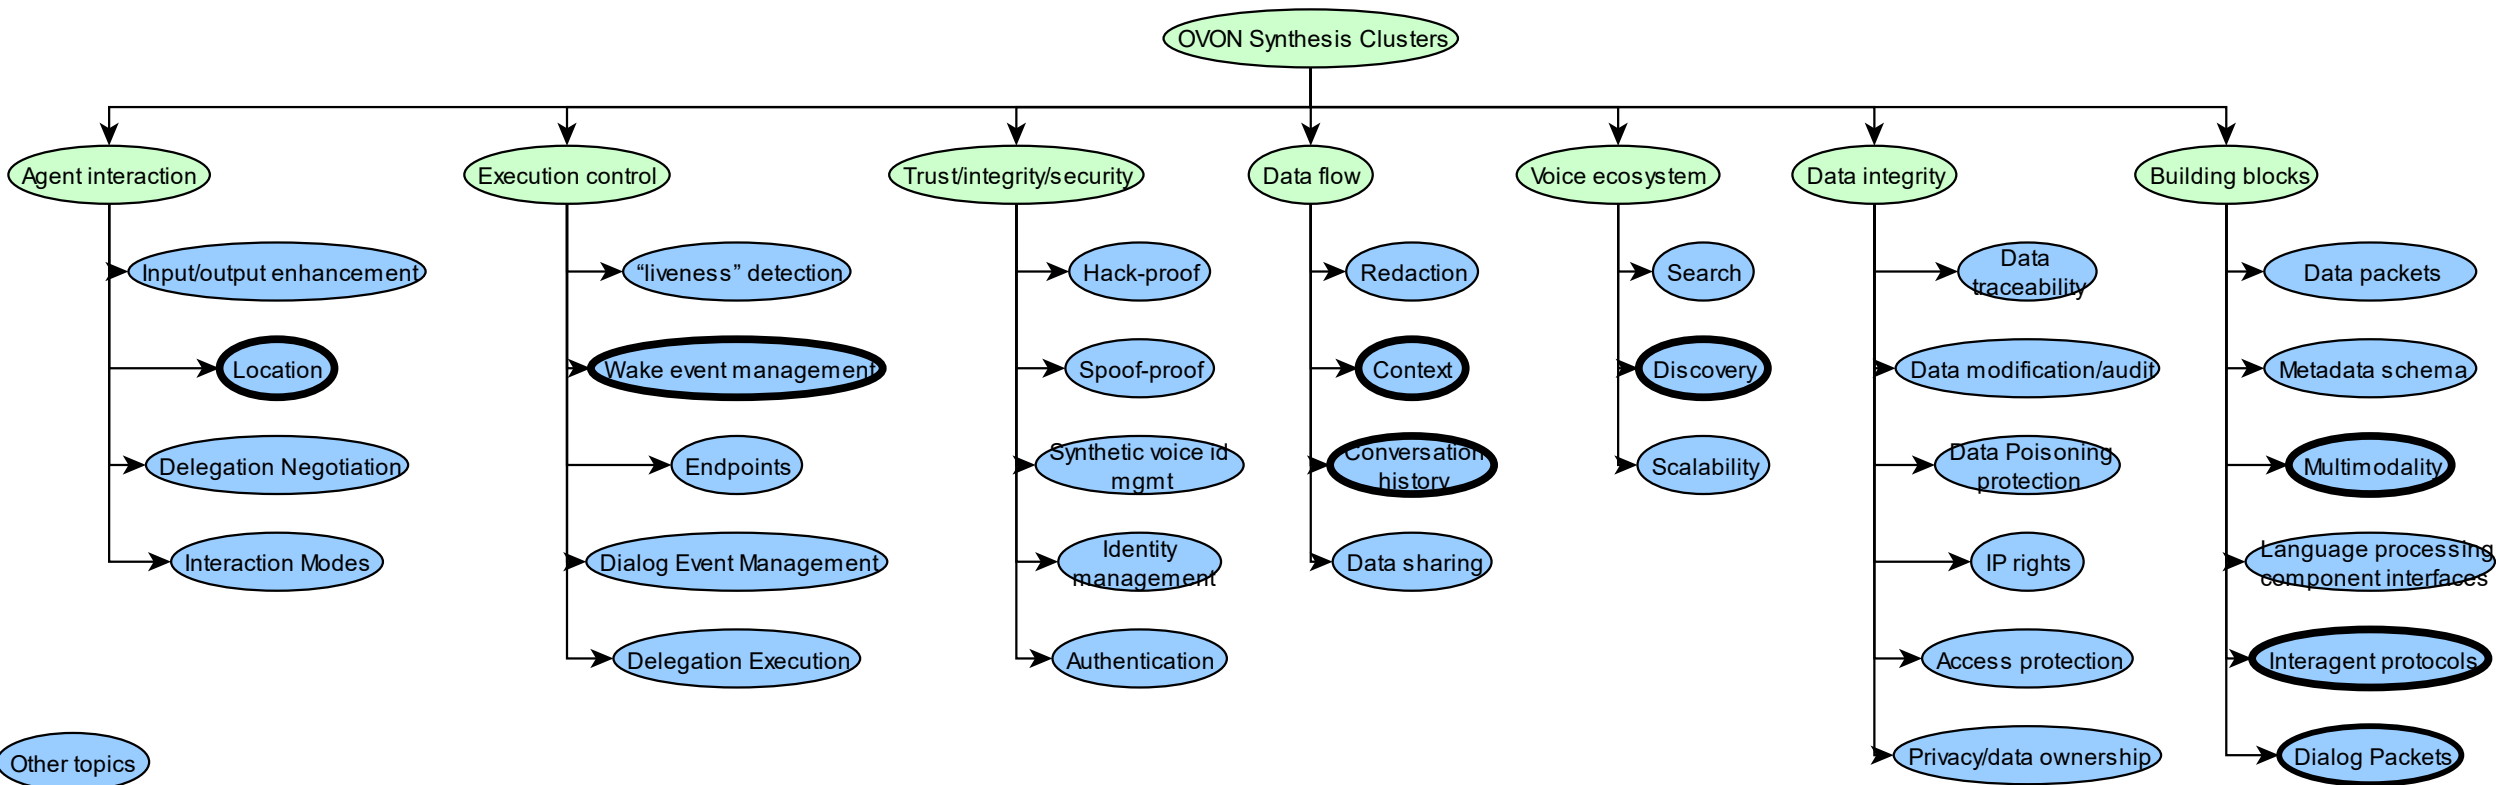 OVON Synthesis Clusters
Agent interaction
Execution control
Trust/integrity/security
Data flow
Voice ecosystem
Data integrity
Building blocks
Input/output enhancement
Location
Delegation Negotiation
Interaction Modes
“liveness” detection
Wake event management
Endpoints
Dialog Event Management
Delegation Execution
Hack-proof
Spoof-proof
Synthetic voice id
mgmt
Identity
management
Authentication
Redaction
Context
Conversation
history
Data sharing
Search
Discovery
Scalability
Data
traceability
Data modification/audit
Data Poisoning
protection
IP rights
Access protection
Privacy/data ownership
Data packets
Metadata schema
Multimodality
Language processing
component interfaces
Interagent protocols
Dialog Packets
Other topics